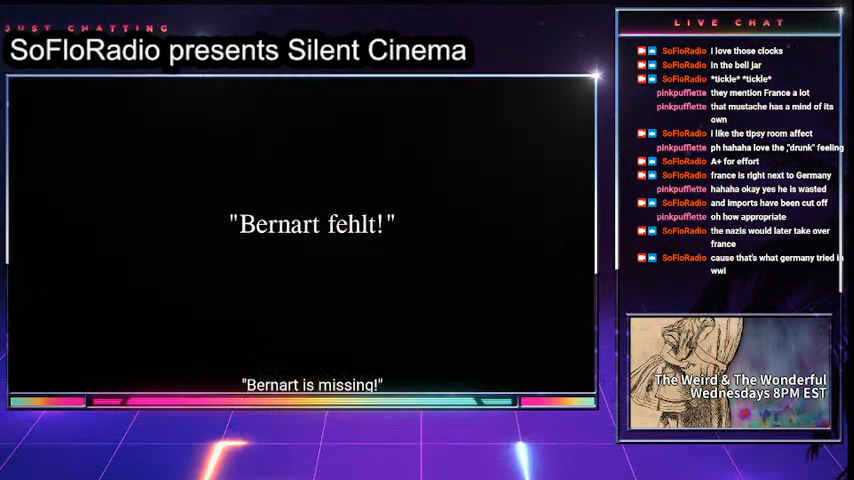 JUST CHATTING
SoFloRadio presents Silent Cinema
"Bernart fehlt!"
"Bernart is missing!"
LIVE CHAT
SoFloRadio i love those clocks
SoFloRadio in the bell jar
SoFloRadio *tickle* *tickle*
pinkpufflette they mention France a lot
pinkpufflette that mustache has a mind of its
own
SoFloRadio i like the tipsy room affect
pinkpufflette ph hahaha love the ,"drunk" feeling
SoFloRadio A+ for effort
SoFloRadio france is right next to Germany
pinkpufflette hahaha okay yes he is wasted
SoFloRadio and imports have been cut off
pinkpufflette oh how appropriate
SoFloRadio the nazis would later take over
france
SoFloRadio cause that's what germany tried in
wwI
The Weird & The Wonderful
Wednesdays 8PM EST